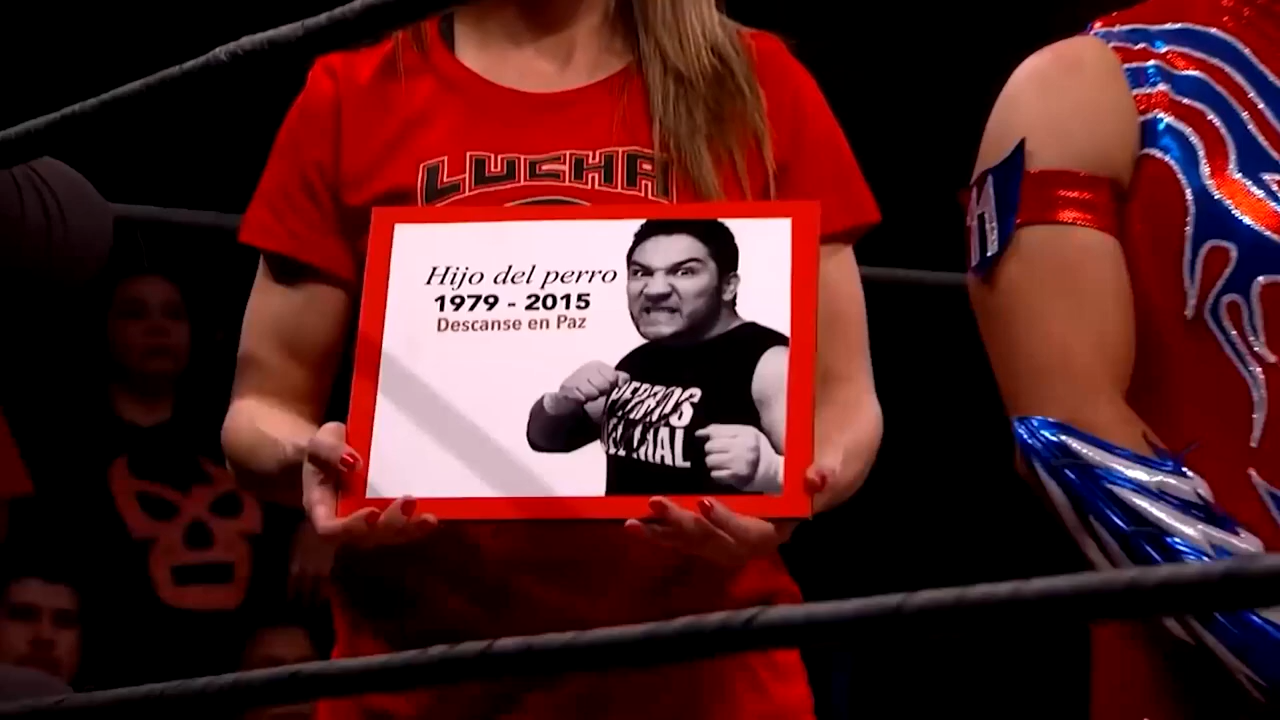 LUCHA
Hijo del perro
1979 - 2015
Descanse en Paz
PERROS
DEL MAL